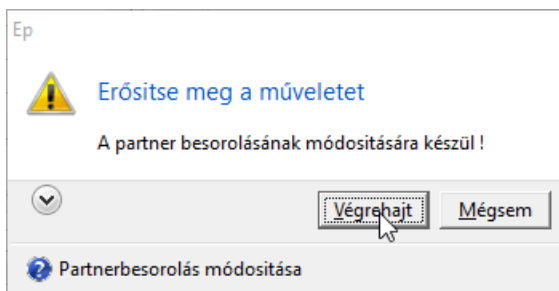 Ep
Erősitse meg a műveletet
A partner besorolásának módositására készül !
Végrehajt
Mégsem
Partnerbesorolás módositása